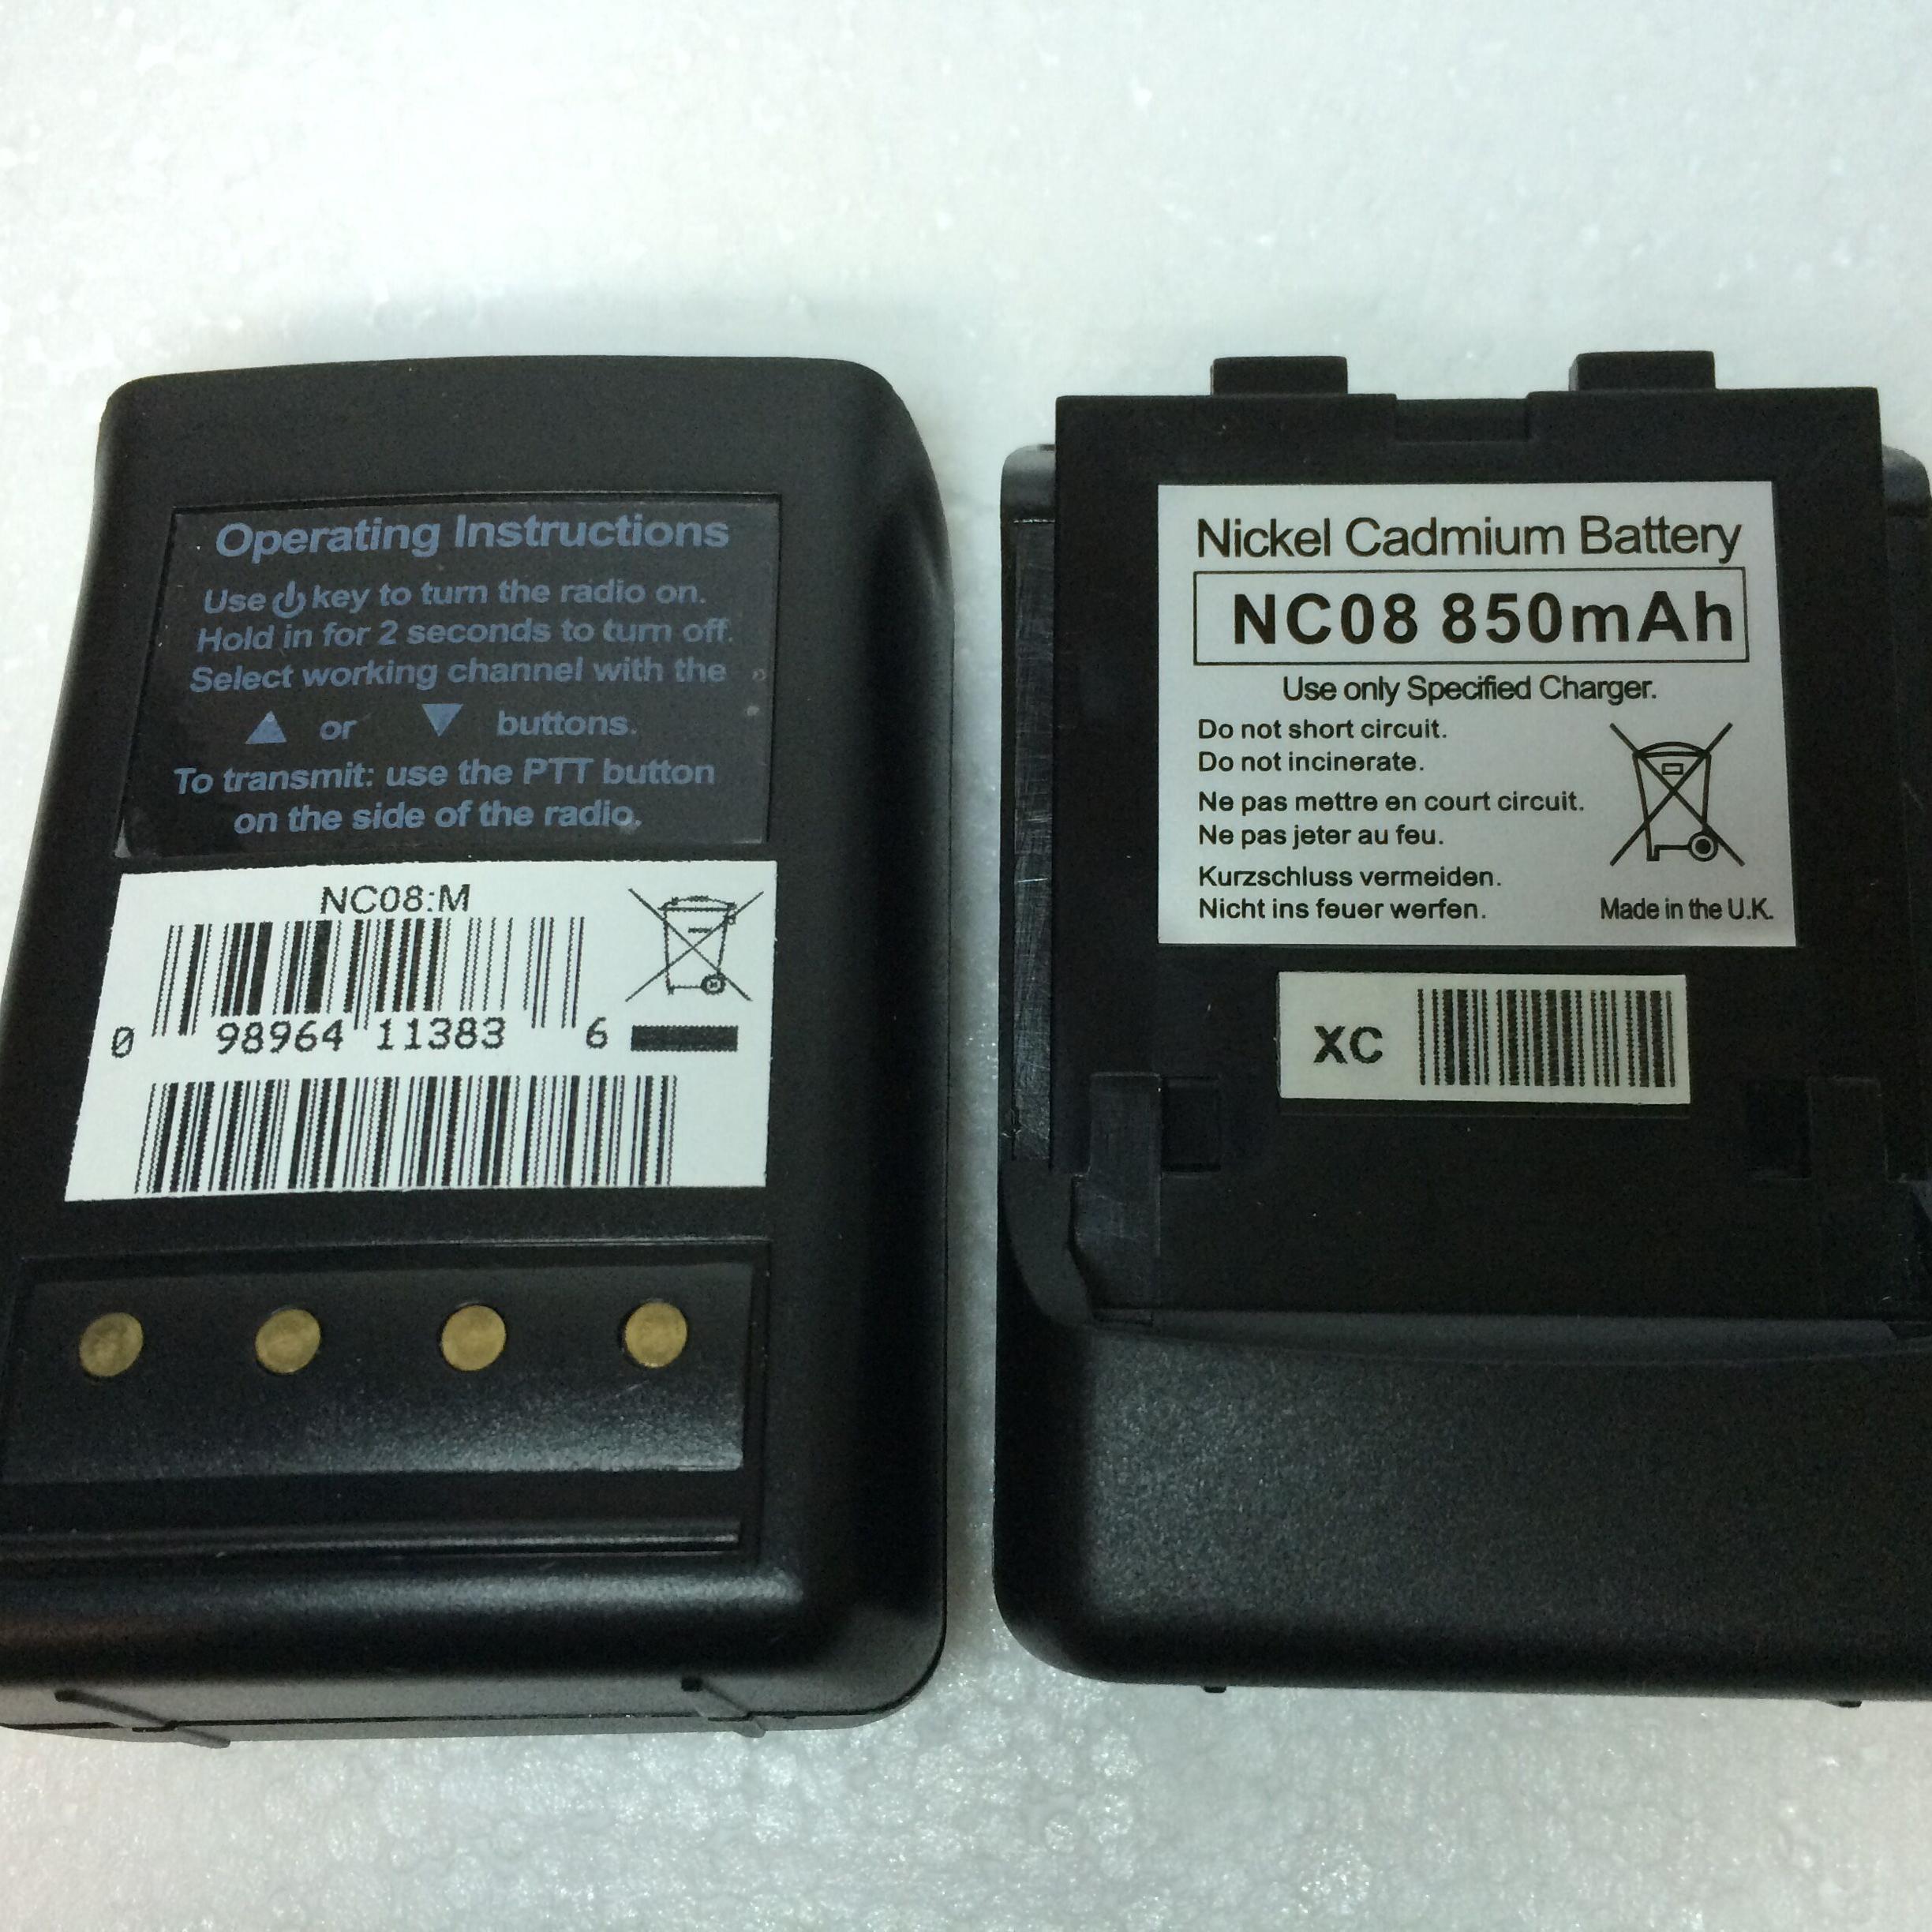 Operating Instructions
Use key to turn the radio on.
Hold in for 2 seconds to turn off.
Select working channel with the
or buttons.
To transmit: use the PTT button
on the side of the radio.
NC08:M
0 98964 11383 6
Nickel Cadmium Battery
NC08 850mAh
Use only Specified Charger.
Do not short circuit.
Do not incinerate.
Ne pas mettre en court circuit.
Ne pas jeter au feu.
Kurzschluss vermeiden.
Nicht ins feuer werfen.
Made in the U.K.
XC